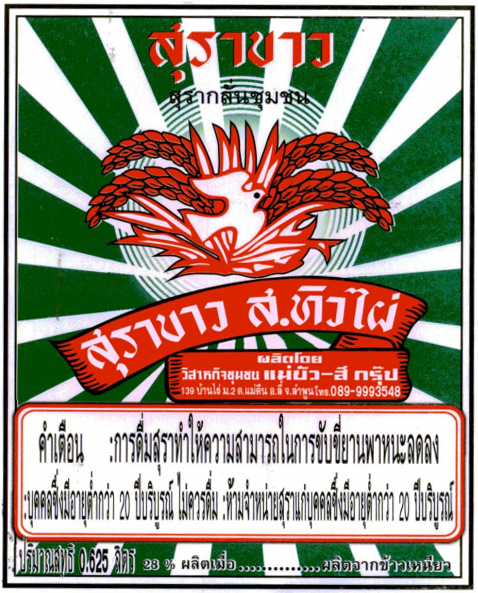 สุราขาว
สุรากลั่นชุมชน
สุราขาว ส.ทิวไผ่
ผลิตโดย
วิสาหกิจชุมชน แม่บัว-สี กรุ๊ป
139 บ้านไร่ ม.2 ต.แม่ตืน อ.ลี้ จ.ลำพูน โทร.089-9993548
คำเตือน :การดื่มสุราทำให้ความสามารถในการขับขี่ยานพาหนะลดลง
:บุคคลซึ่งมีอายุต่ำกว่า 20 ปีบริบูรณ์ ไม่ควรดื่ม :ห้ามจำหน่ายสุราแก่บุคคลซึ่งมีอายุต่ำกว่า 20 ปีบริบูรณ์
ปริมาณสุทธิ 0.625 ลิตร 28 % ผลิตเมื่อ..............ผลิตจากข้าวเหนียว